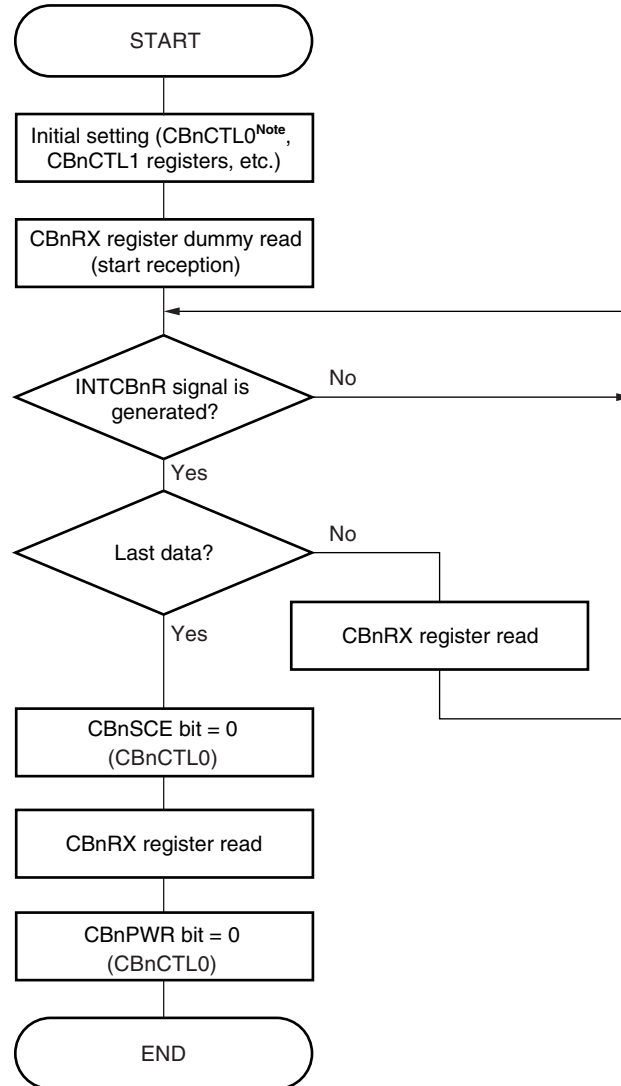 START
Initial setting (CBnCTL0Note,
CBnCTL1 registers, etc.)
CBnRX register dummy read
(start reception)
INTCBnR signal is
generated?
No
Yes
Last data?
No
Yes
CBnRX register read
CBnSCE bit = 0
(CBnCTL0)
CBnRX register read
CBnPWR bit = 0
(CBnCTL0)
END